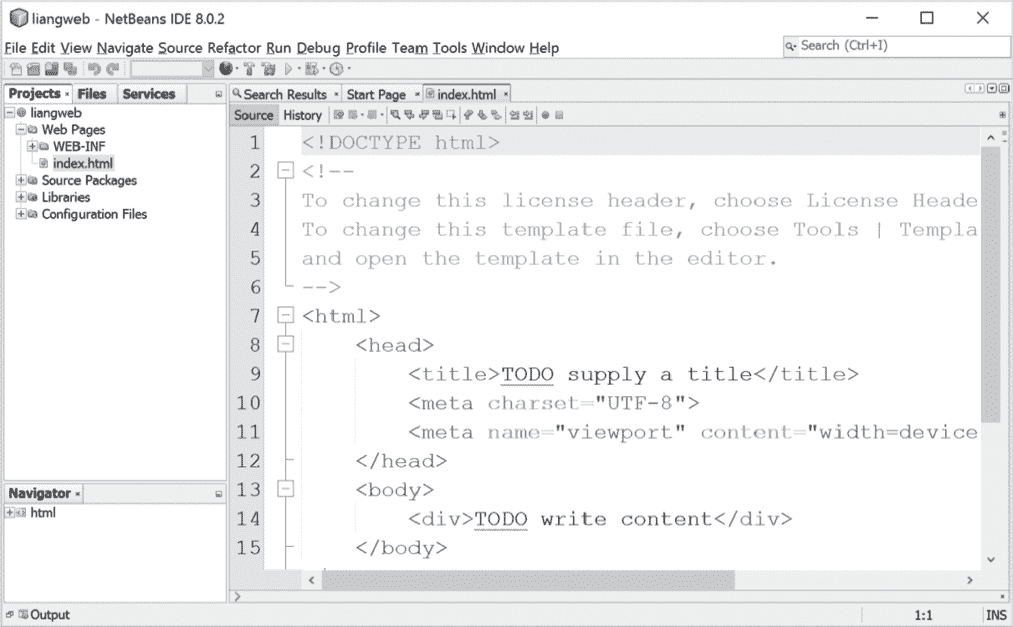 liangweb - NetBeans IDE 8.0.2
File Edit View Navigate Source Refactor Run Debug Profile Team Tools Window Help
Search (Ctrl+I)
Projects Files Services
liangweb
Web Pages
WEB-INF
index.html
Source Packages
Libraries
Configuration Files
Navigator
html
Search Results Start Page index.html
Source History
1 <!DOCTYPE html>
2 <!--
3 To change this license header, choose License Heade
4 To change this template file, choose Tools | Templa
5 and open the template in the editor.
6 -->
7 <html>
8 <head>
9 <title>TODO supply a title</title>
10 <meta charset="UTF-8">
11 <meta name="viewport" content="width=device
12 </head>
13 <body>
14 <div>TODO write content</div>
15 </body>
Output
1:1 INS